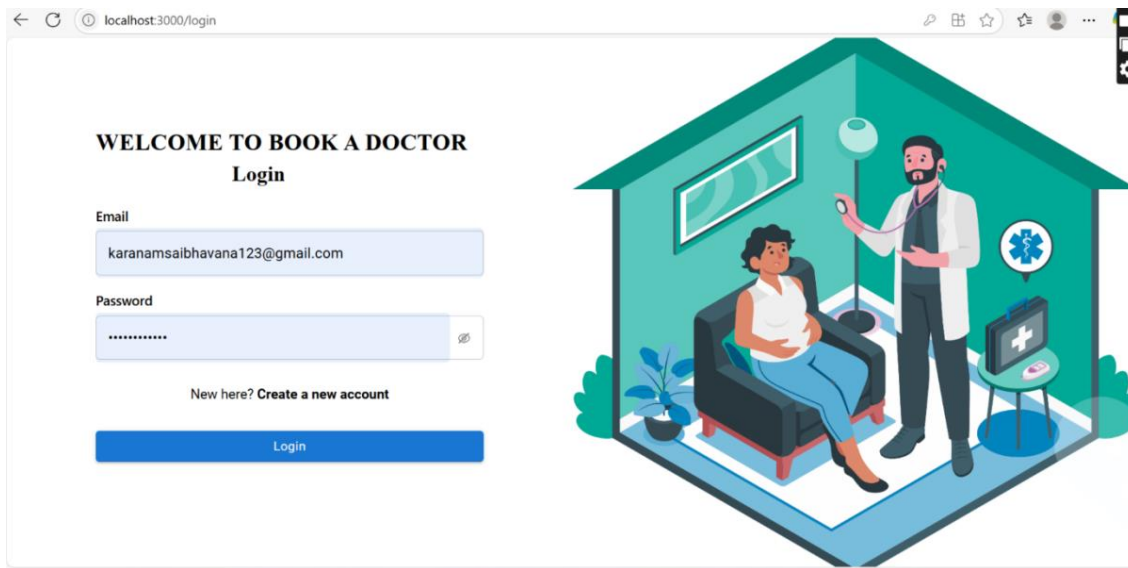 localhost:3000/login
WELCOME TO BOOK A DOCTOR
Login
Email
karanamsaibhavana123@gmail.com
Password
••••••••••••
New here? Create a new account
Login